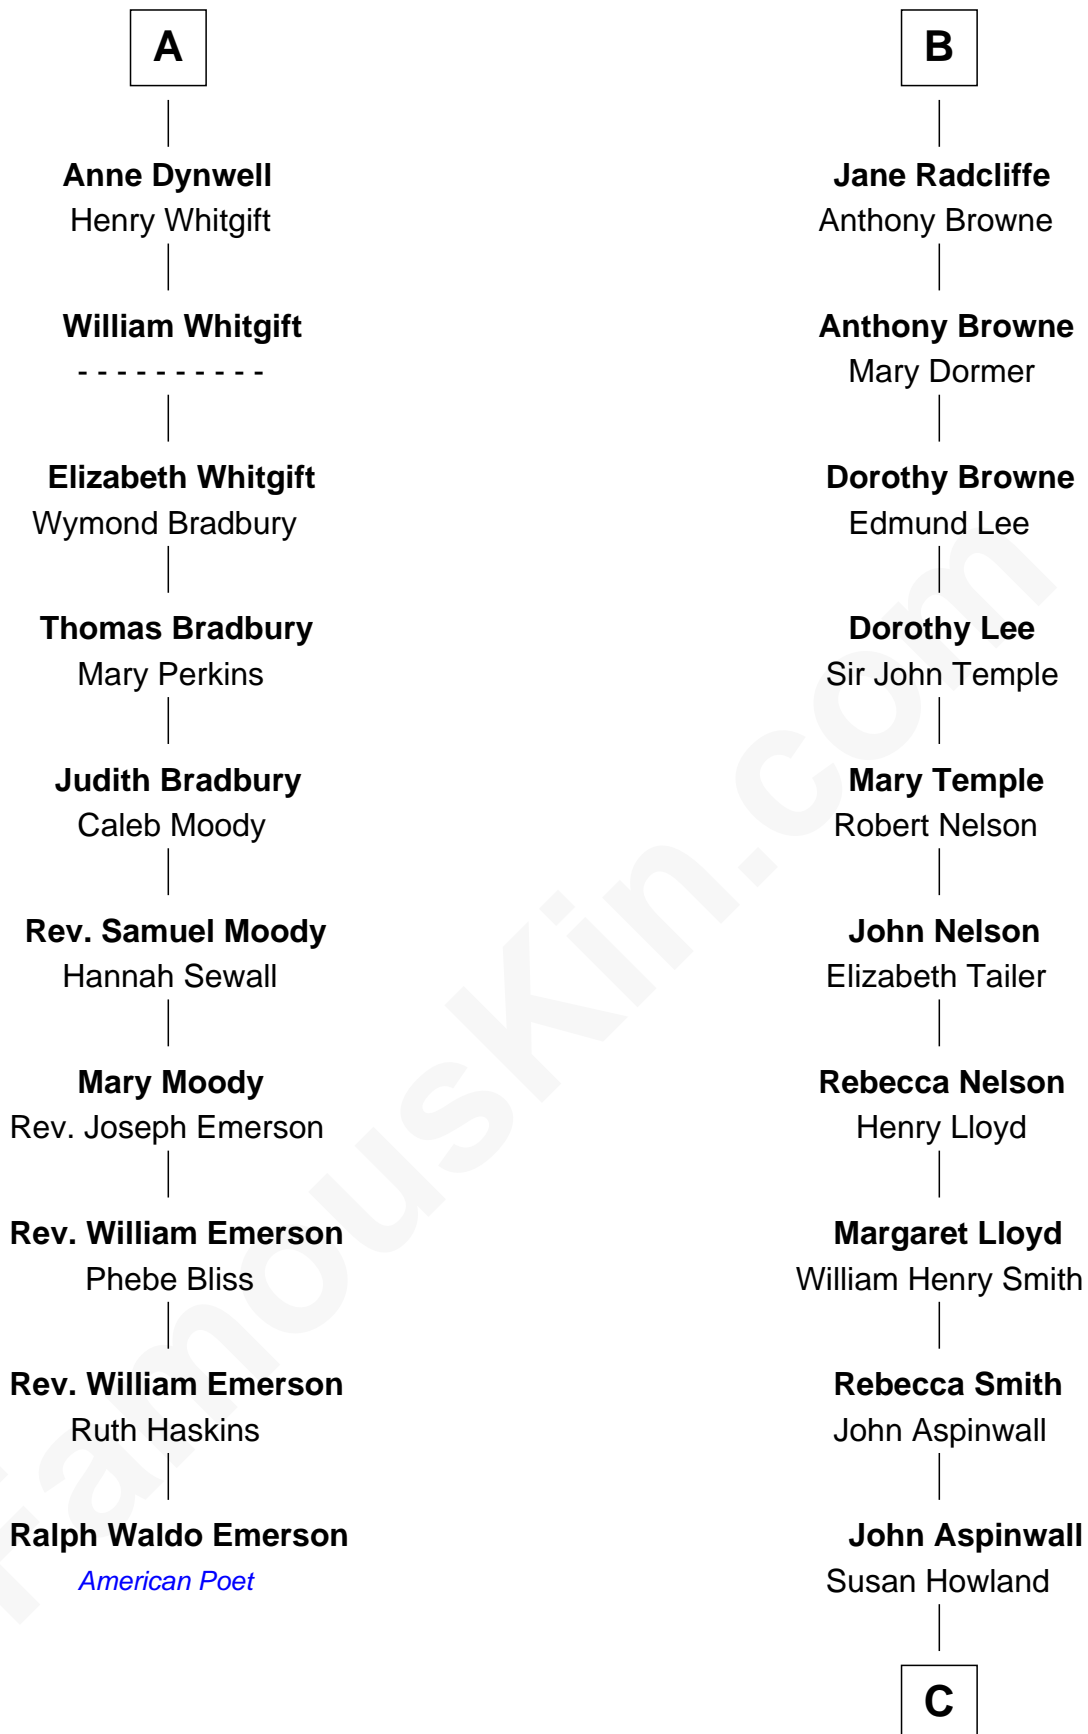 A
Anne Dynwell
Henry Whitgift
William Whitgift
- - - - - - - - - -
Elizabeth Whitgift
Wymond Bradbury
Thomas Bradbury
Mary Perkins
Judith Bradbury
Caleb Moody
Rev. Samuel Moody
Hannah Sewall
Mary Moody
Rev. Joseph Emerson
Rev. William Emerson
Phebe Bliss
Rev. William Emerson
Ruth Haskins
Ralph Waldo Emerson
American Poet
B
Jane Radcliffe
Anthony Browne
Anthony Browne
Mary Dormer
Dorothy Browne
Edmund Lee
Dorothy Lee
Sir John Temple
Mary Temple
Robert Nelson
John Nelson
Elizabeth Tailer
Rebecca Nelson
Henry Lloyd
Margaret Lloyd
William Henry Smith
Rebecca Smith
John Aspinwall
John Aspinwall
Susan Howland
C
FamousKin.com